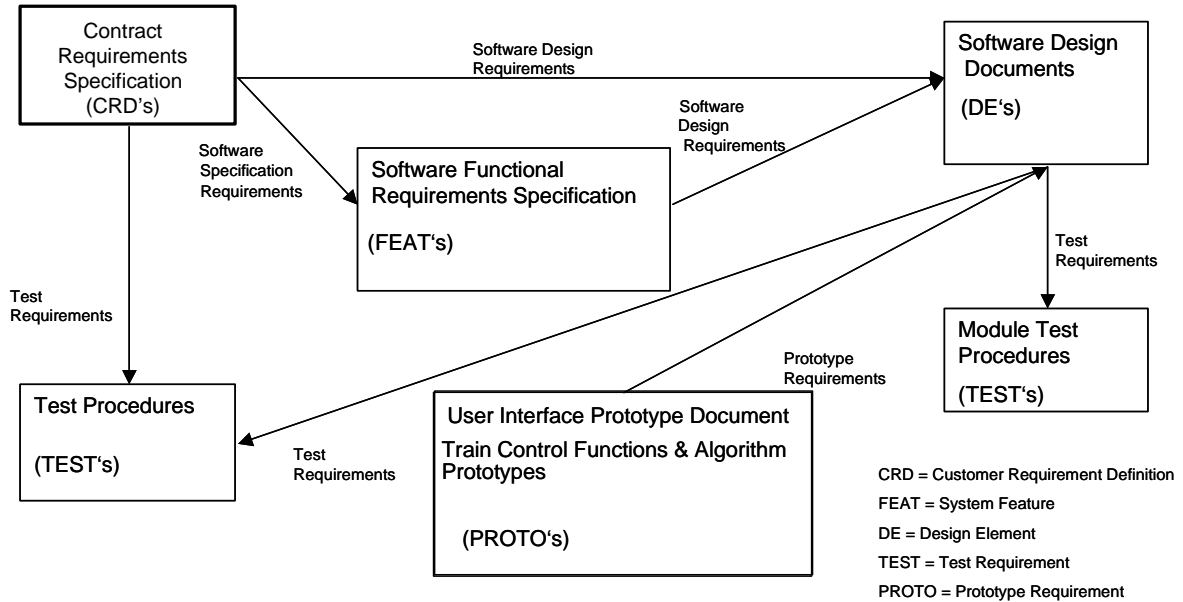 Contract
Requirements
Specification
(CRD's)
Software Design
Requirements
Software Design
Documents
(DE‘s)
Software
Specification
Requirements
Software Functional
Requirements Specification
(FEAT‘s)
Software
Design
Requirements
Test
Requirements
Test
Requirements
Module Test
Procedures
(TEST‘s)
Test Procedures
(TEST‘s)
Test
Requirements
Prototype
Requirements
User Interface Prototype Document
Train Control Functions & Algorithm
Prototypes
(PROTO‘s)
CRD = Customer Requirement Definition
FEAT = System Feature
DE = Design Element
TEST = Test Requirement
PROTO = Prototype Requirement